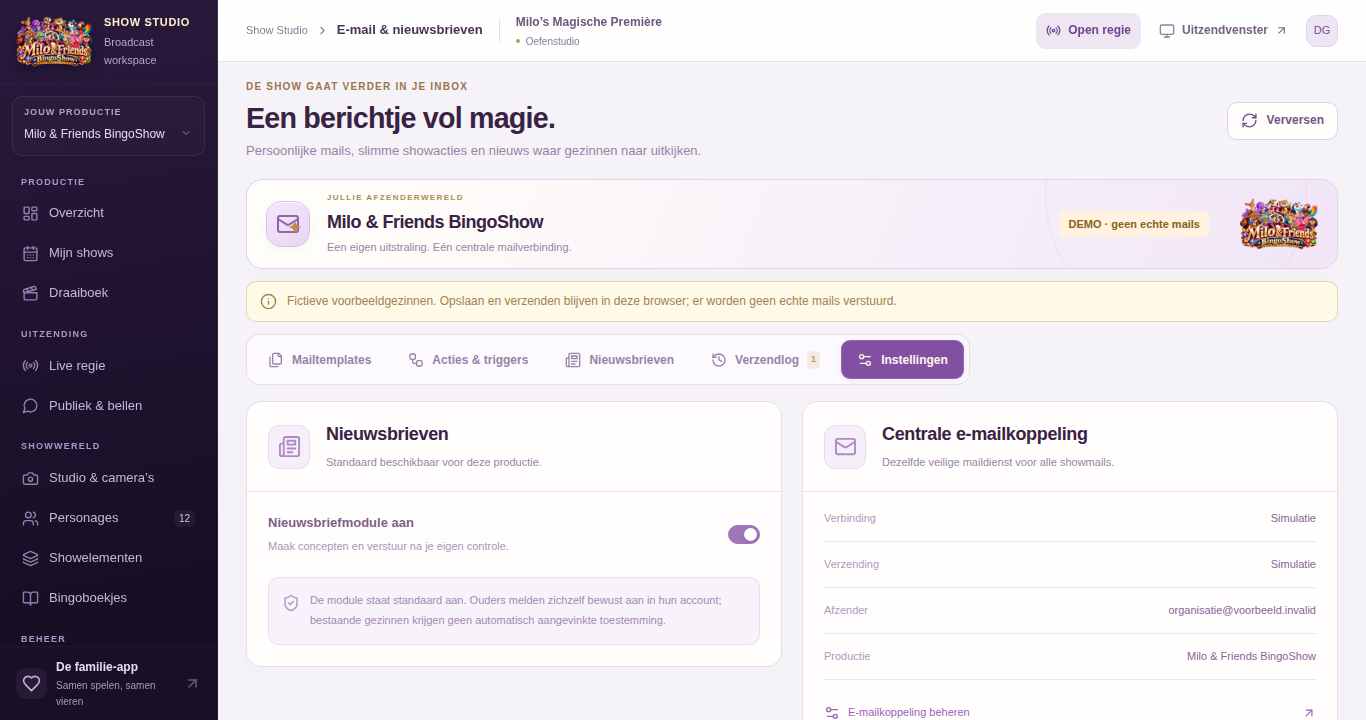 Milo & Friends
BingoShow
SHOW STUDIO
Broadcast
workspace
JOUW PRODUCTIE
Milo & Friends BingoShow
PRODUCTIE
Overzicht
Mijn shows
Draaiboek
UITZENDING
Live regie
Publiek & bellen
SHOWWERELD
Studio & camera's
Personages 12
Showelementen
Bingoboekjes
BEHEER
De familie-app
Samen spelen, samen
vieren
Show Studio > E-mail & nieuwsbrieven
Milo’s Magische Première
Oefenstudio
Open regie
Uitzendvenster
DG
DE SHOW GAAT VERDER IN JE INBOX
Een berichtje vol magie.
Persoonlijke mails, slimme showacties en nieuws waar gezinnen naar uitkijken.
Verversen
JULLIE AFZENDERWERELD
Milo & Friends BingoShow
Een eigen uitstraling. Eén centrale mailverbinding.
DEMO · geen echte mails
Milo & Friends
BingoShow
Fictieve voorbeeldgezinnen. Opslaan en verzenden blijven in deze browser; er worden geen echte mails verstuurd.
Mailtemplates
Acties & triggers
Nieuwsbrieven
Verzendlog 1
Instellingen
Nieuwsbrieven
Standaard beschikbaar voor deze productie.
Nieuwsbriefmodule aan
Maak concepten en verstuur na je eigen controle.
De module staat standaard aan. Ouders melden zichzelf bewust aan in hun account;
bestaande gezinnen krijgen geen automatisch aangevinkte toestemming.
Centrale e-mailkoppeling
Dezelfde veilige maildienst voor alle showmails.
Verbinding Simulatie
Verzending Simulatie
Afzender organisatie@voorbeeld.invalid
Productie Milo & Friends BingoShow
E-mailkoppeling beheren